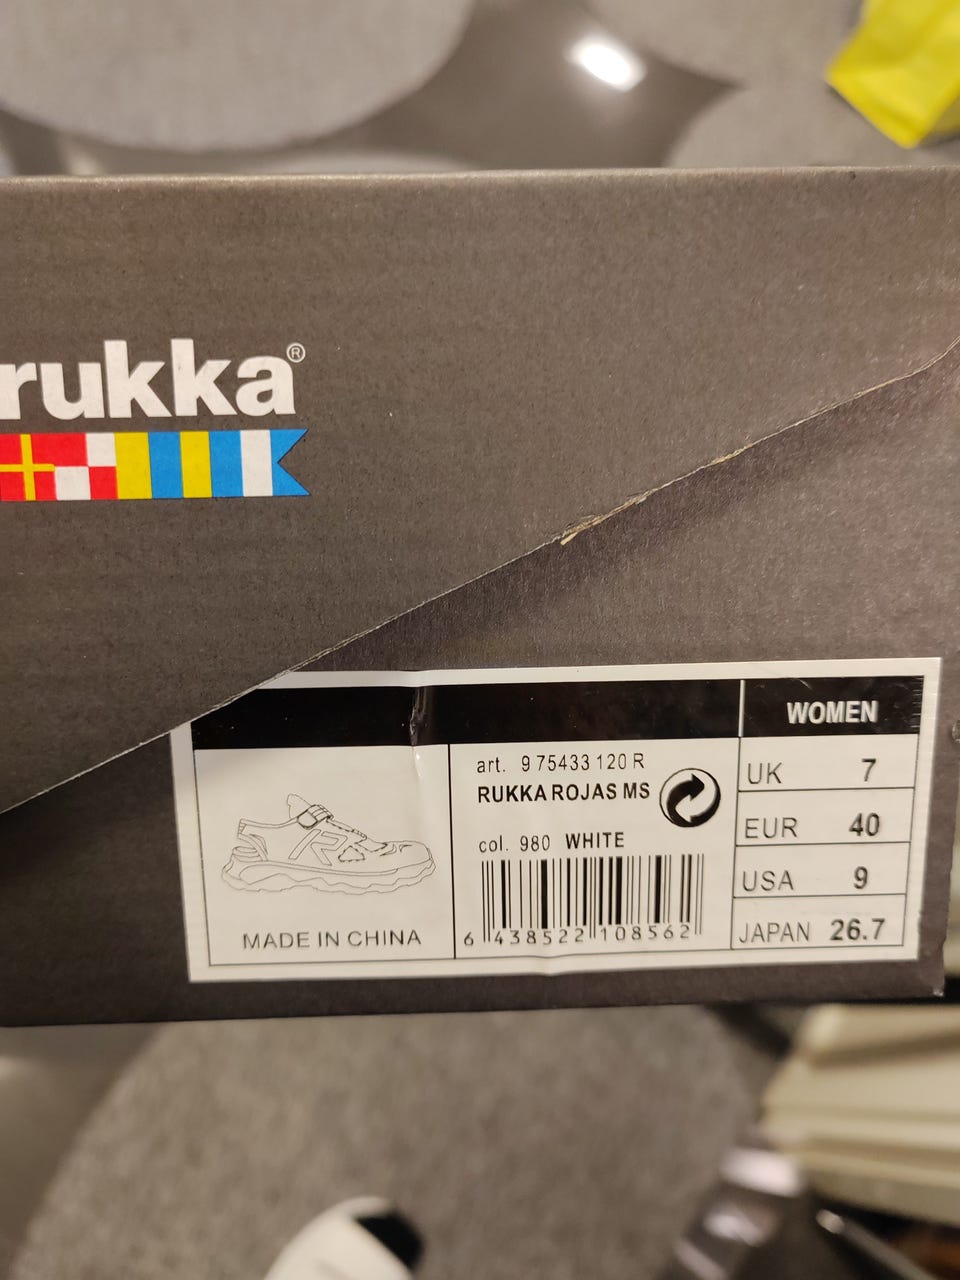 rukka®
WOMEN
art. 9 75433 120 R
RUKKA ROJAS MS
col. 980 WHITE
6 438522 108562
MADE IN CHINA
UK 7
EUR 40
USA 9
JAPAN 26.7